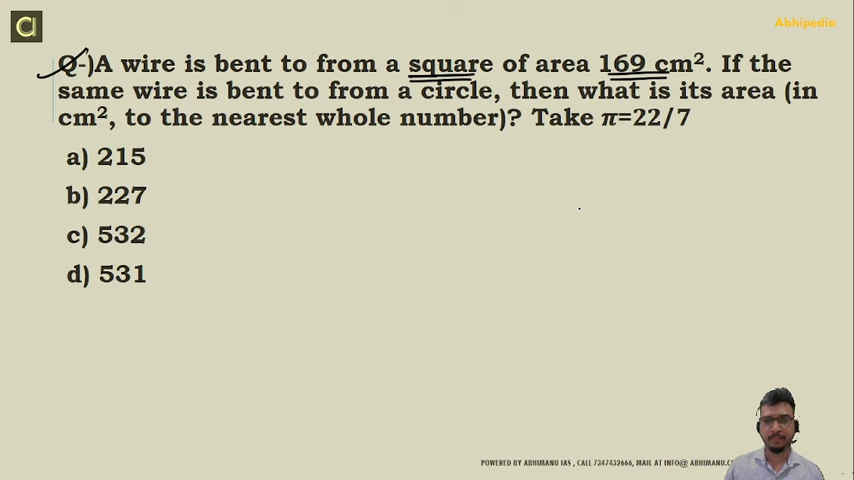 a
Abhipedia
Q-)A wire is bent to from a square of area 169 cm². If the
same wire is bent to from a circle, then what is its area (in
cm², to the nearest whole number)? Take π=22/7
a) 215
b) 227
c) 532
d) 531
POWERED BY ABHIMANU IAS , CALL 7347432666, MAIL AT INFO@ ABHIMANU.